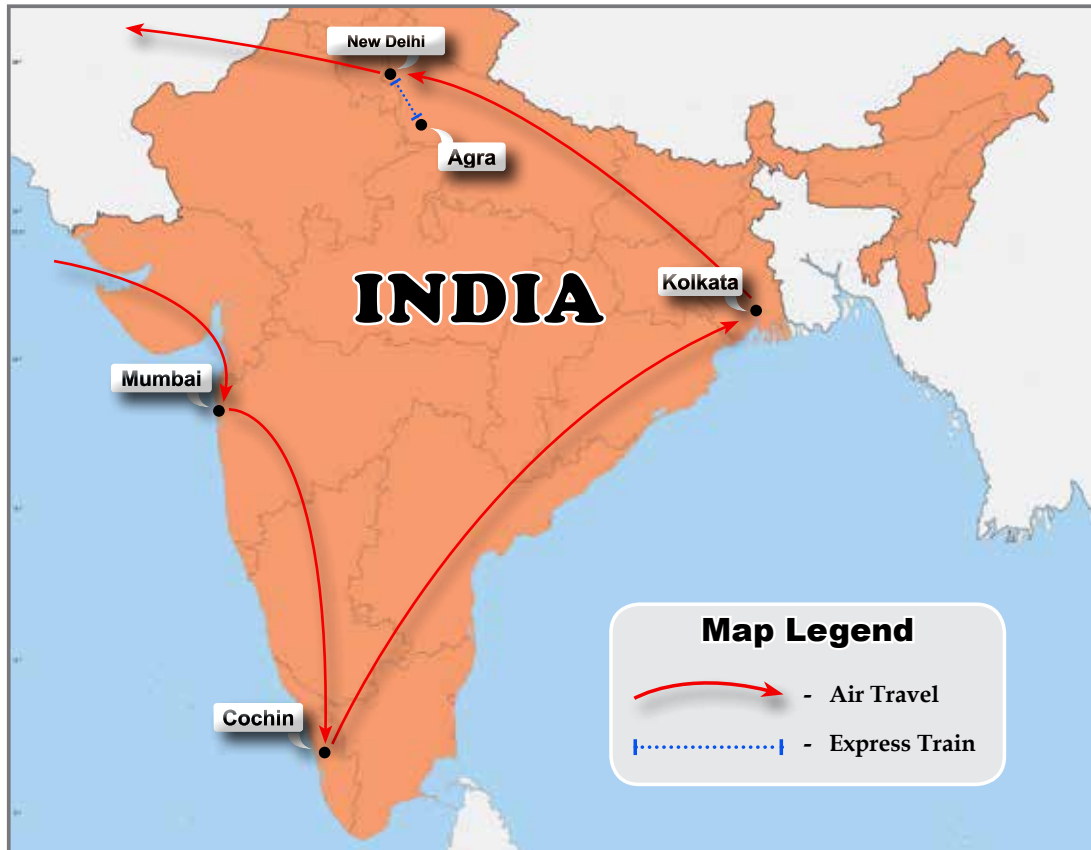 New Delhi
Agra
INDIA
Kolkata
Mumbai
Cochin
Map Legend
- Air Travel
- Express Train